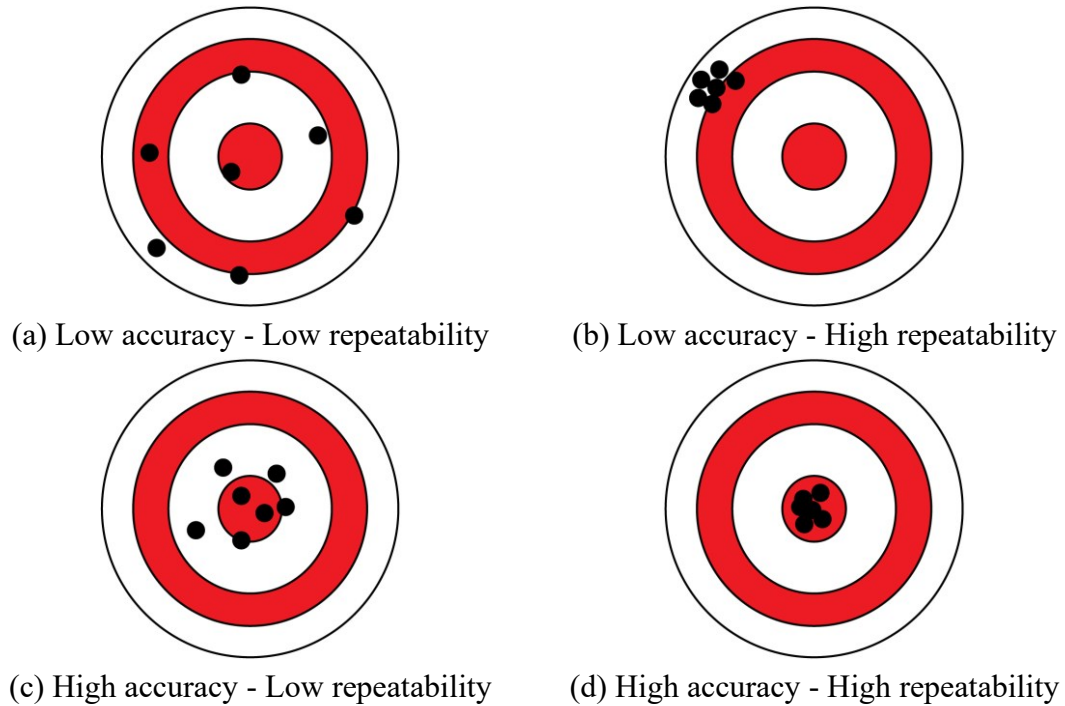 (a) Low accuracy - Low repeatability
(b) Low accuracy - High repeatability
(c) High accuracy - Low repeatability
(d) High accuracy - High repeatability